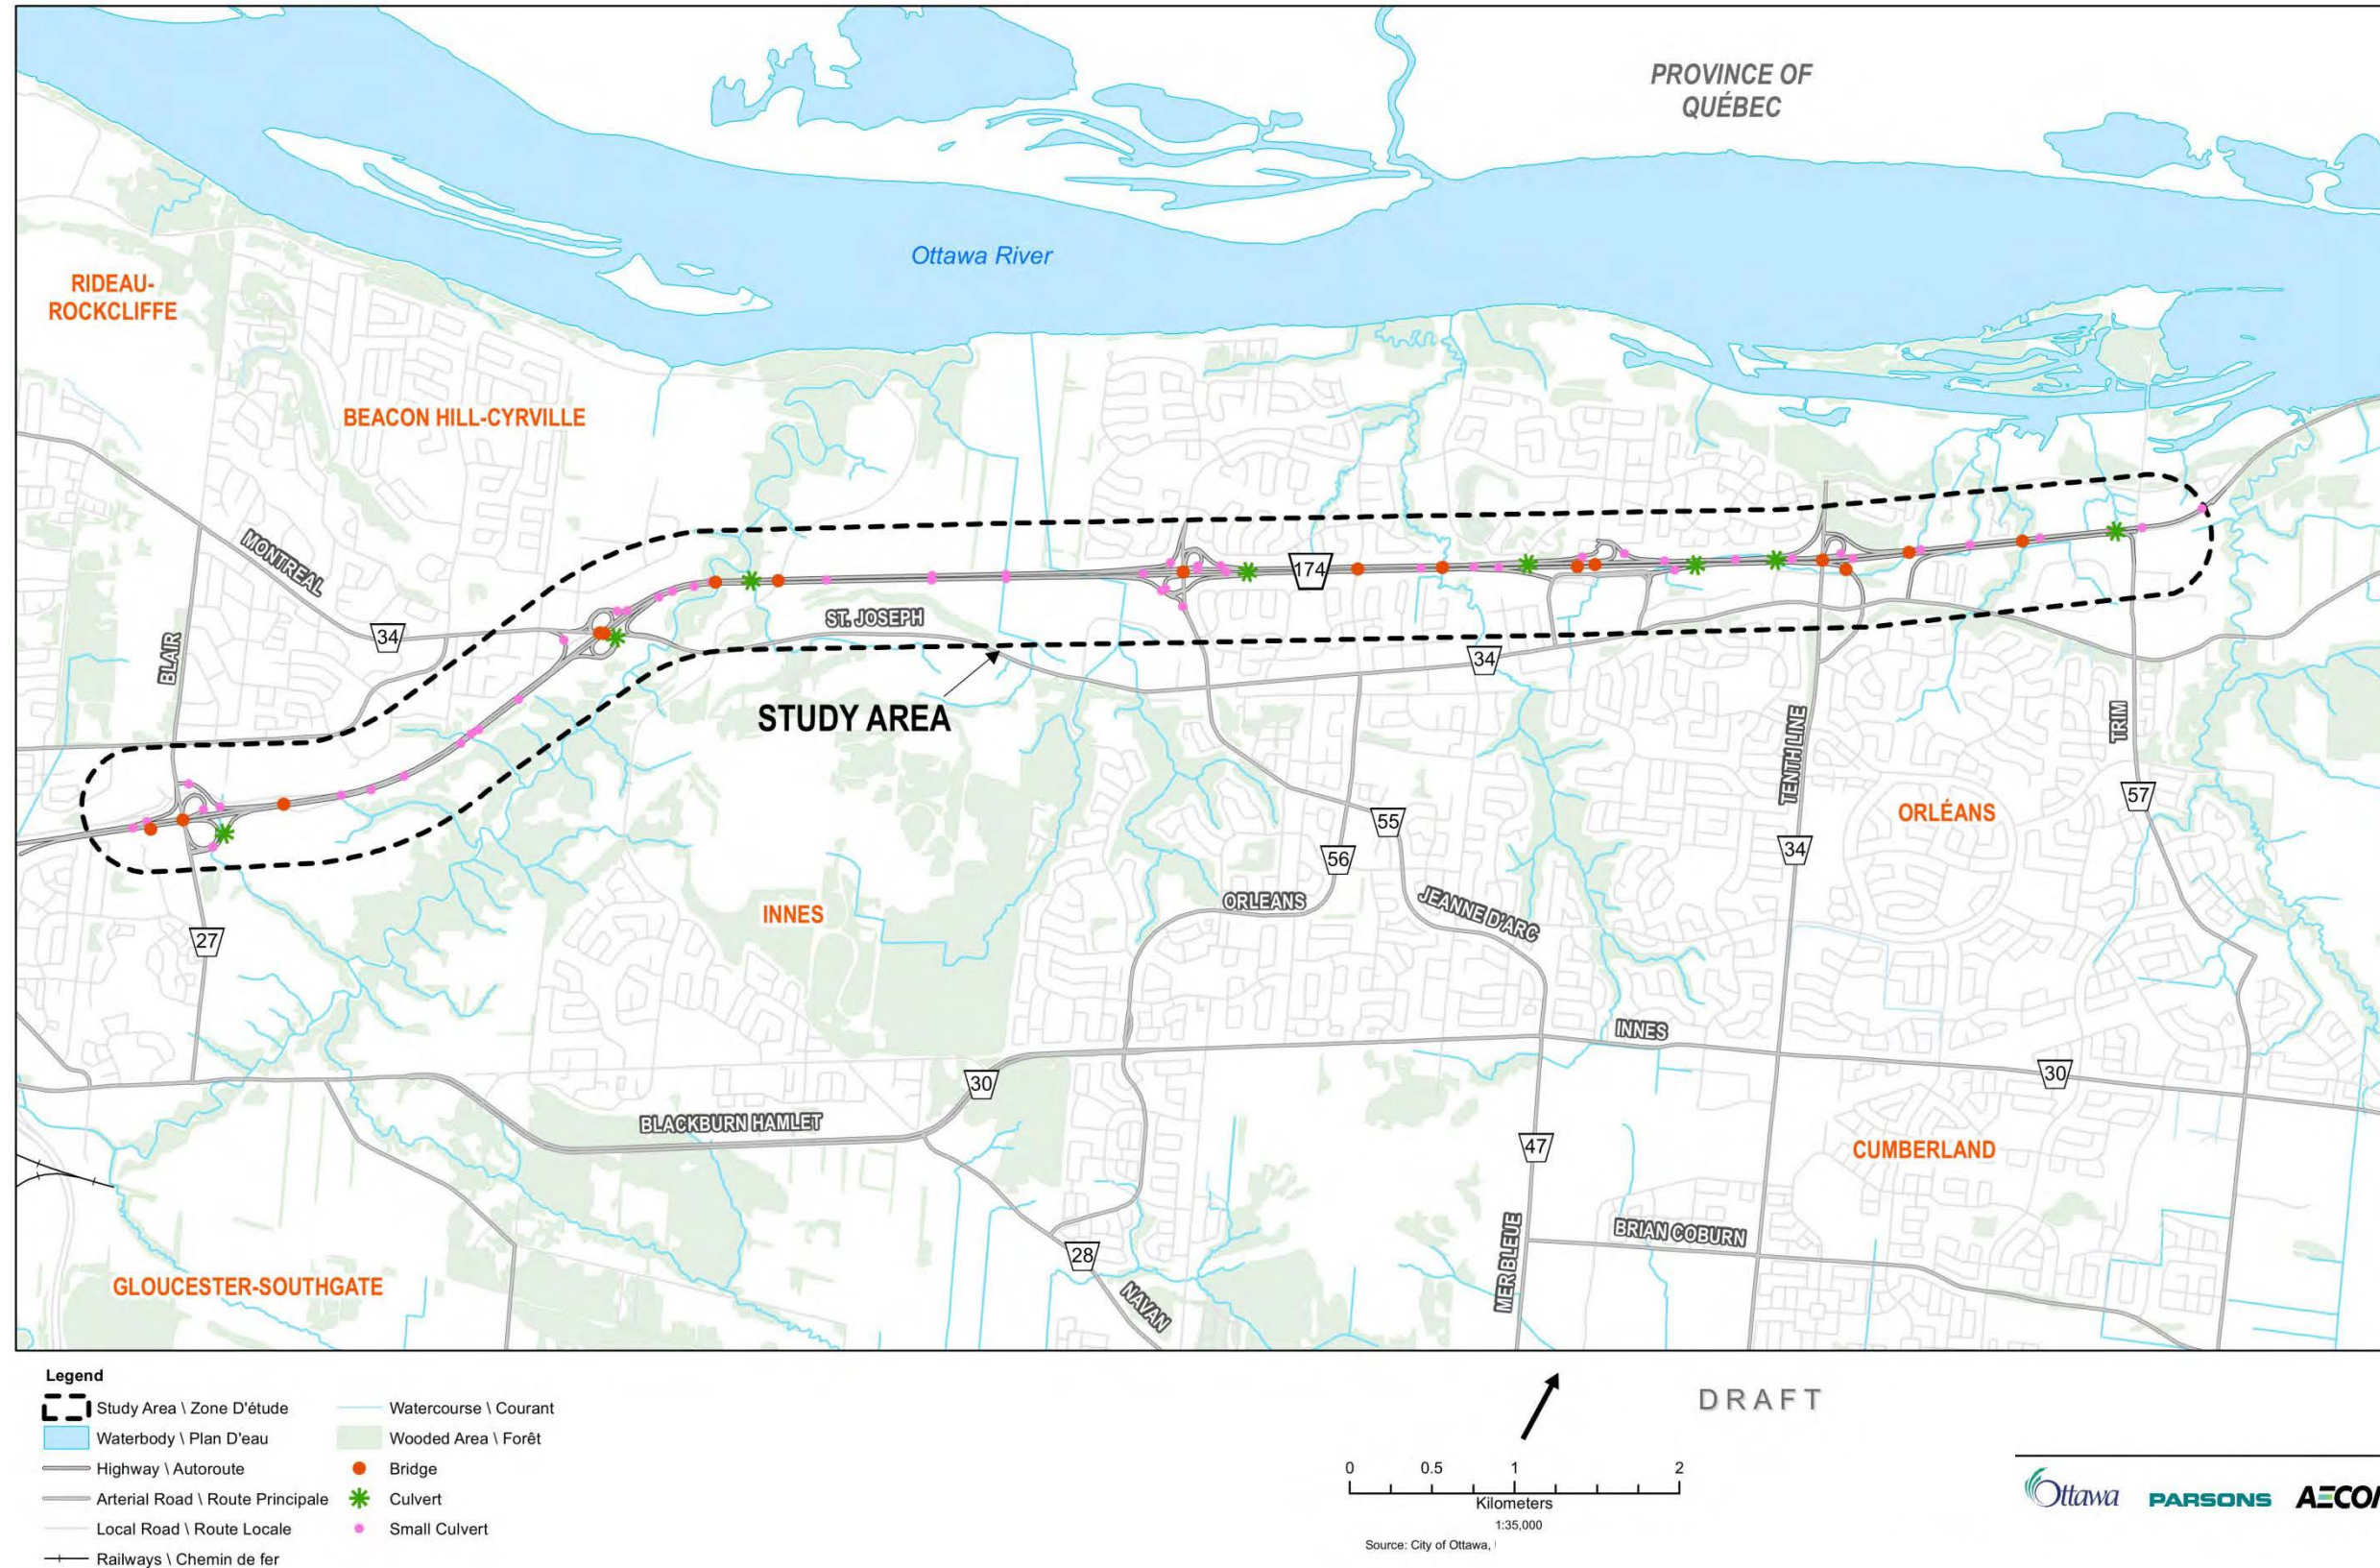 PROVINCE OF
QUÉBEC
Ottawa River
RIDEAU-
ROCKCLIFFE
BEACON HILL-CYRVILLE
MONTREAL
174
34
ST. JOSEPH
BLAIR
34
STUDY AREA
TENTH LINE
TRIM
57
ORLÉANS
55
34
56
ORLEANS
JEANNE D'ARC
INNES
27
INNES
30
30
BLACKBURN HAMLET
47
CUMBERLAND
MER BLEUE
BRIAN COBURN
28
NAVAN
GLOUCESTER-SOUTHGATE
Legend
Study Area \ Zone D'étude
Waterbody \ Plan D'eau
Highway \ Autoroute
Arterial Road \ Route Principale
Local Road \ Route Locale
Railways \ Chemin de fer
Watercourse \ Courant
Wooded Area \ Forêt
Bridge
Culvert
Small Culvert
DRAFT
0 0.5 1 2
Kilometers
1:35,000
Source: City of Ottawa,
Ottawa PARSONS